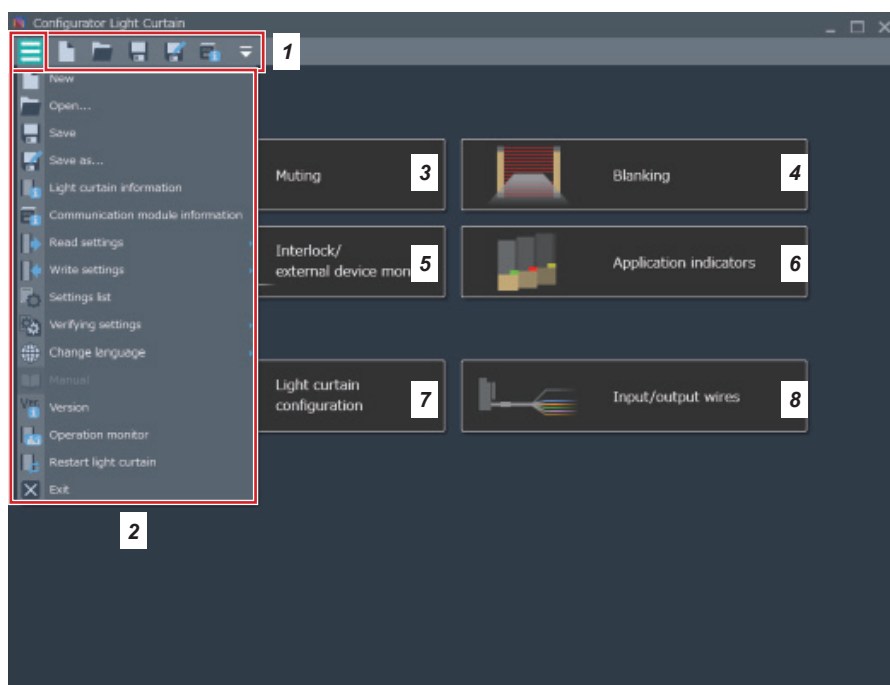 Configurator Light Curtain
1
New
Open...
Save
Save as...
Light curtain information
Communication module information
Read settings
Write settings
Settings list
Verifying settings
Change language
Manual
Ver.
Version
Operation monitor
Restart light curtain
Exit
2
Muting
3
Blanking
4
Interlock/
external device mon
5
Application indicators
6
Light curtain
configuration
7
Input/output wires
8